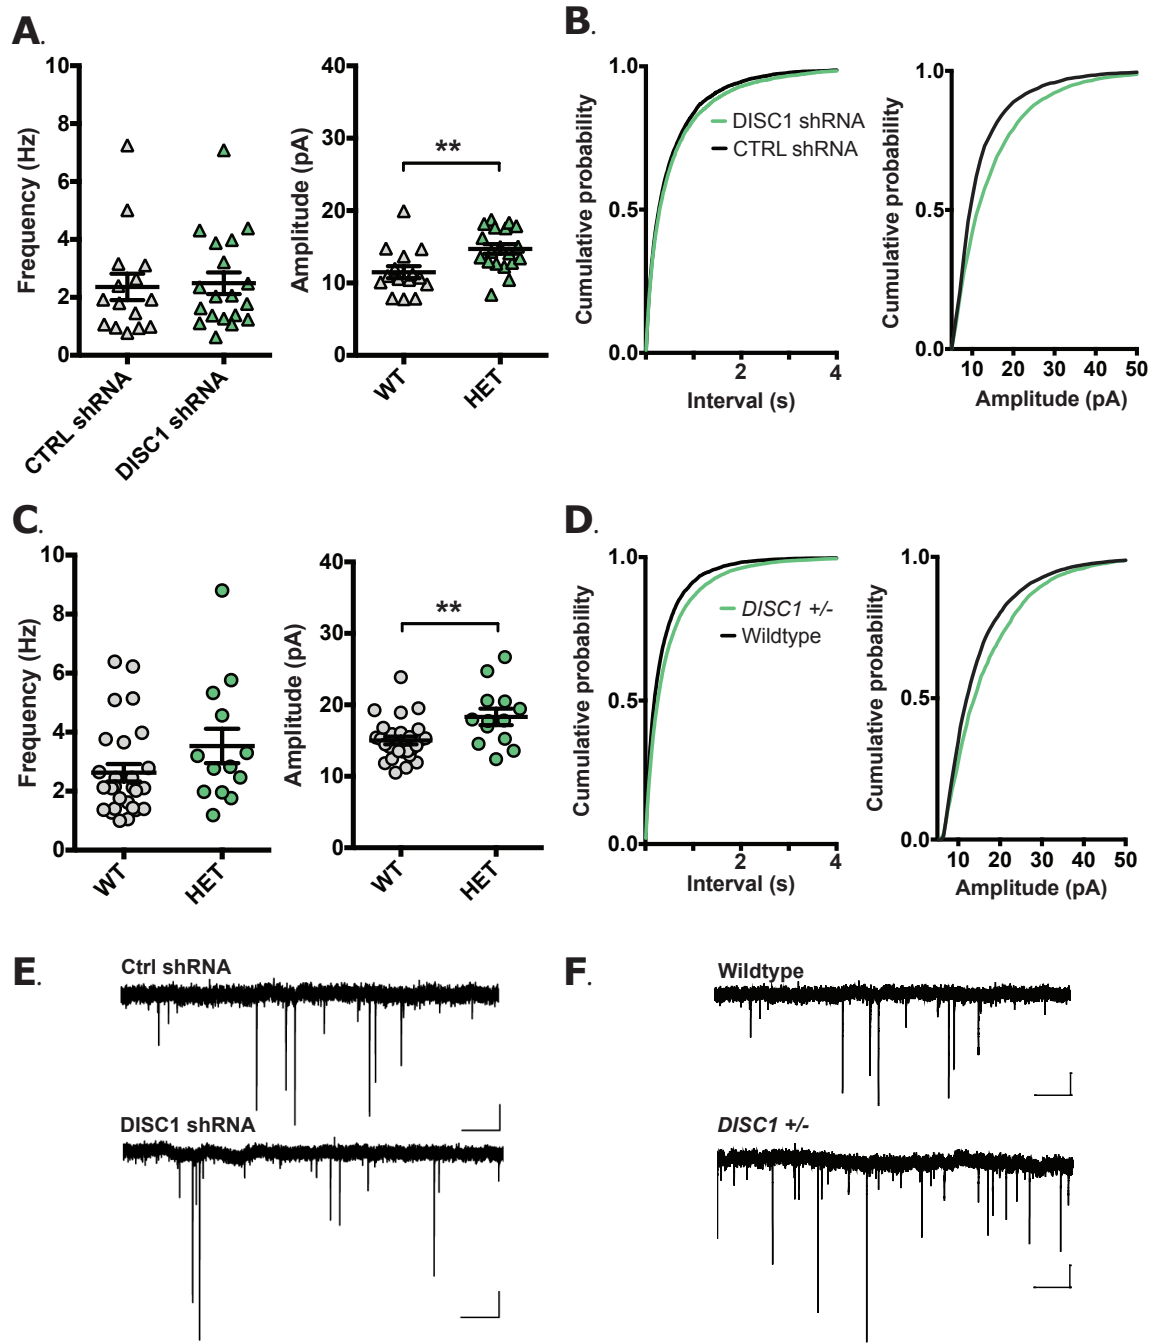 A.
Frequency (Hz)
10
8
6
4
2
0
CTRL shRNA
DISC1 shRNA
Amplitude (pA)
40
30
20
10
0
**
WT
HET
B.
Cumulative probability
1.0
0.5
0.0
2
4
Interval (s)
DISC1 shRNA
CTRL shRNA
Cumulative probability
1.0
0.5
0.0
10 20 30 40 50
Amplitude (pA)
C.
Frequency (Hz)
10
8
6
4
2
0
WT
HET
Amplitude (pA)
40
30
20
10
0
**
WT
HET
D.
Cumulative probability
1.0
0.5
0.0
2
4
Interval (s)
DISC1 +/-
Wildtype
Cumulative probability
1.0
0.5
0.0
10 20 30 40 50
Amplitude (pA)
E.
Ctrl shRNA
DISC1 shRNA
F.
Wildtype
DISC1 +/-